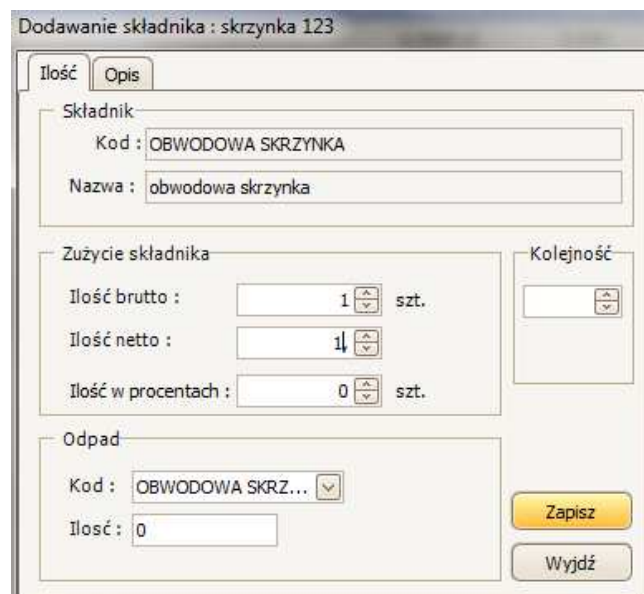 Dodawanie składnika : skrzynka 123
Ilość Opis
Składnik
Kod : OBWODOWA SKRZYNKA
Nazwa : obwodowa skrzynka
Zużycie składnika
Kolejność
Ilość brutto : 1 szt.
Ilość netto : 1
Ilość w procentach : 0 szt.
Odpad
Kod : OBWODOWA SKRZ...
Ilosć : 0
Zapisz
Wyjdź